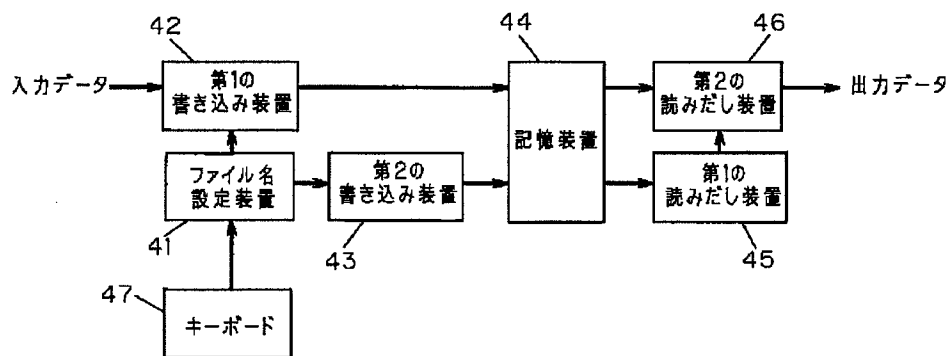 42
44
46
入力データ
第1の
書き込み装置
記憶装置
第2の
読みだし装置
出力データ
ファイル名
設定装置
第2の
書き込み装置
第1の
読みだし装置
41
43
45
47
キーボード